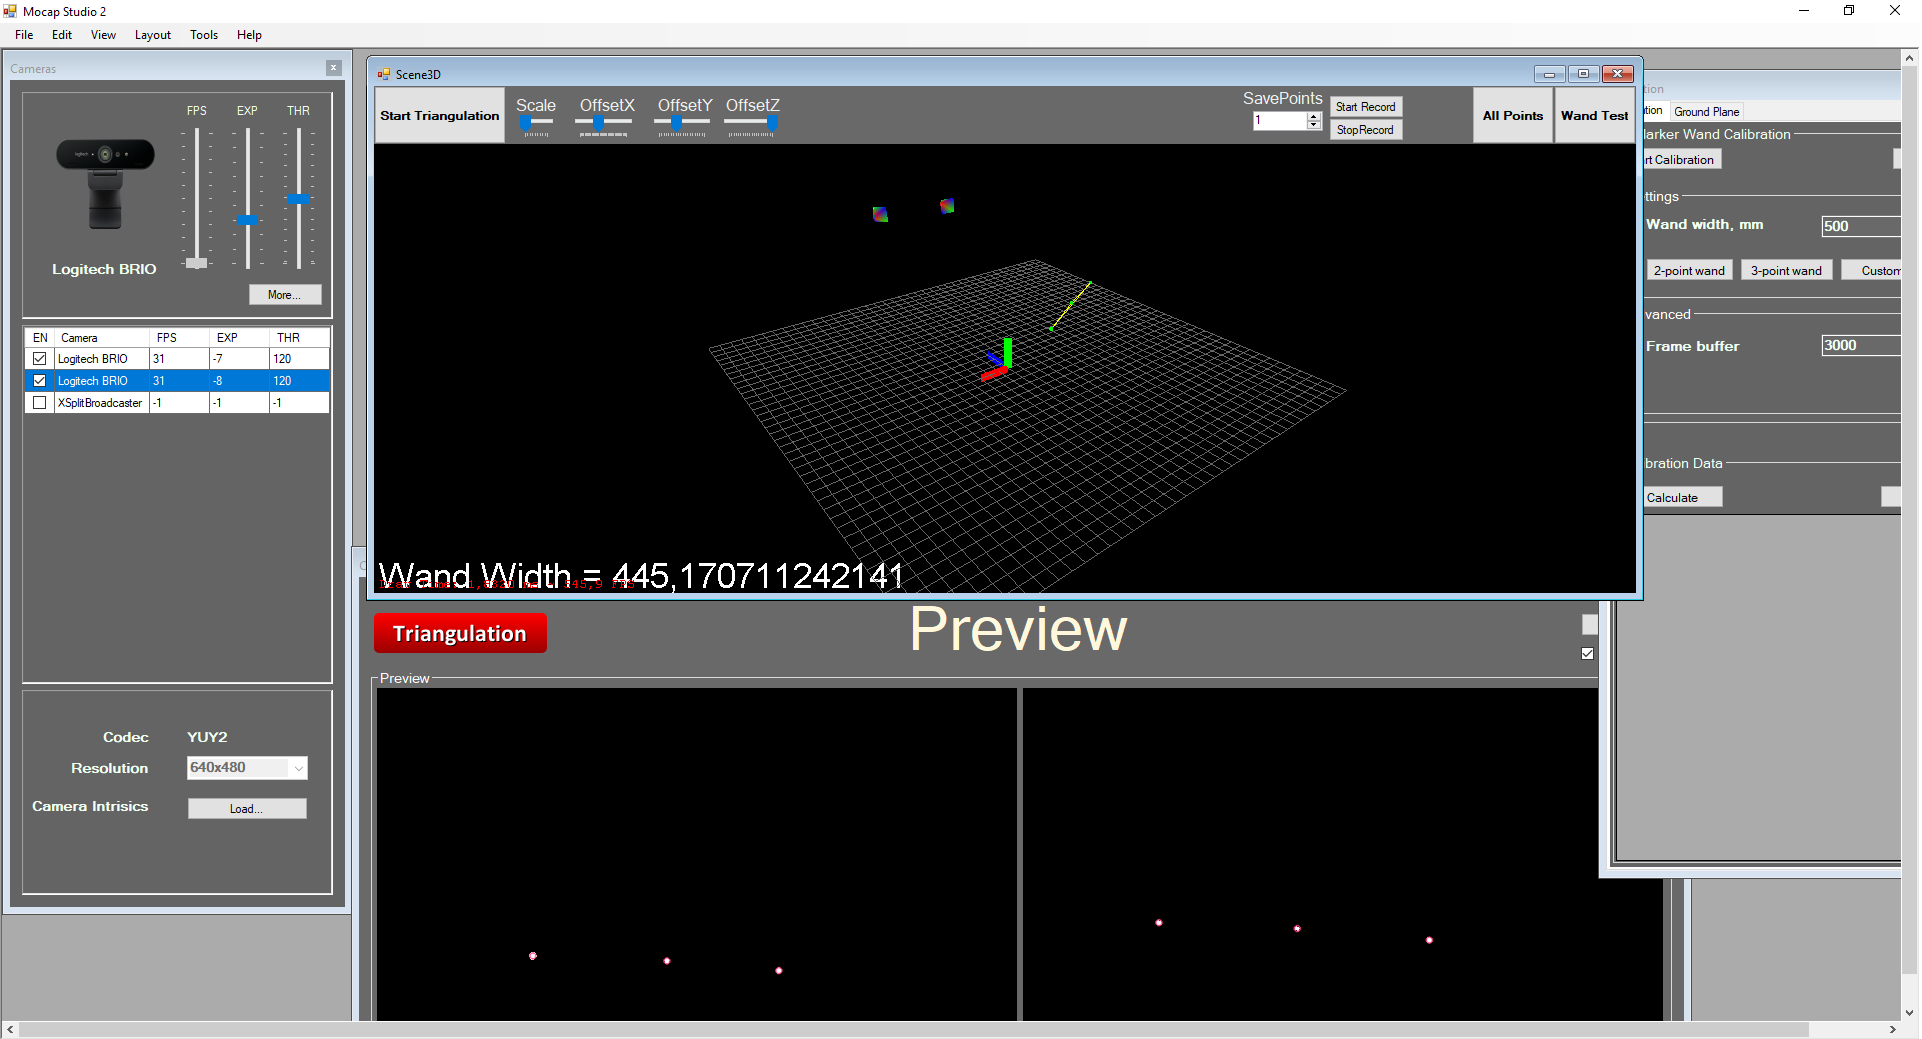 Mocap Studio 2
File Edit View Layout Tools Help
Cameras
FPS EXP THR
Logitech BRIO
More...
EN Camera FPS EXP THR
Logitech BRIO 31 -7 120
Logitech BRIO 31 -8 120
XSplitBroadcaster -1 -1 -1
Codec YUY2
Resolution 640x480
Camera Intrisics Load...
Scene3D
Start Triangulation
Scale OffsetX OffsetY OffsetZ
SavePoints
1
Start Record
StopRecord
All Points
Wand Test
Wand Width = 445,170711242141
Triangulation
Preview
Preview
tion
tion Ground Plane
arker Wand Calibration
rt Calibration
ttings
Wand width, mm 500
2-point wand 3-point wand Custom
vanced
Frame buffer 3000
bration Data
Calculate